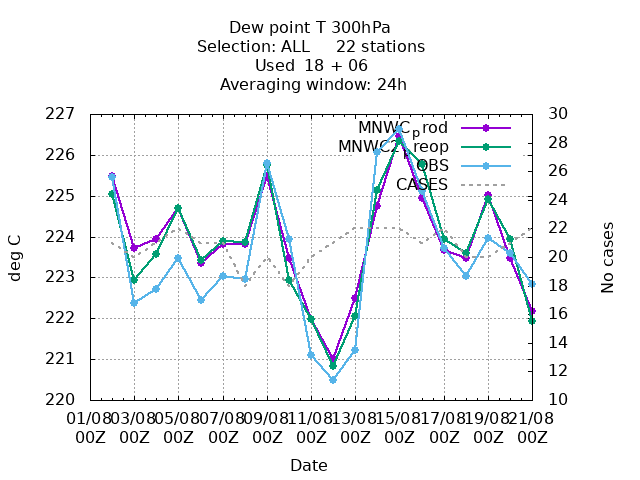 Dew point T 300hPa
Selection: ALL 22 stations
Used 18 + 06
Averaging window: 24h
227
226
225
224
223
222
221
220
deg C
30
28
26
24
22
20
18
16
14
12
10
No cases
MNWC_prod
MNWC2_preop
OBS
CASES
01/08 03/08 05/08 07/08 09/08 11/08 13/08 15/08 17/08 19/08 21/08
00Z 00Z 00Z 00Z 00Z 00Z 00Z 00Z 00Z 00Z 00Z
Date